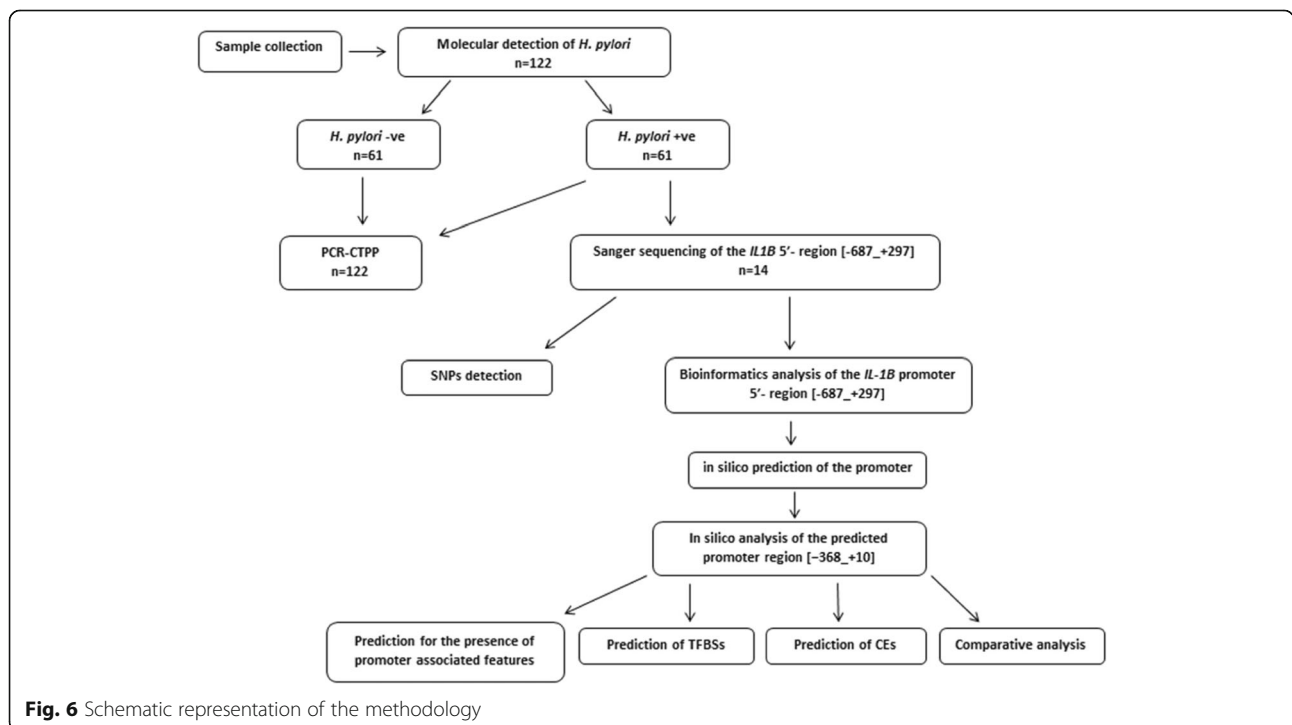 Sample collection
Molecular detection of H. pylori
n=122
H. pylori -ve
n=61
H. pylori +ve
n=61
PCR-CTPP
n=122
Sanger sequencing of the IL1B 5′- region [-687_+297]
n=14
SNPs detection
Bioinformatics analysis of the IL-1B promoter
5′- region [-687_+297]
in silico prediction of the promoter
In silico analysis of the predicted
promoter region [−368_+10]
Prediction for the presence of
promoter associated features
Prediction of TFBSs
Prediction of CEs
Comparative analysis
Fig. 6 Schematic representation of the methodology